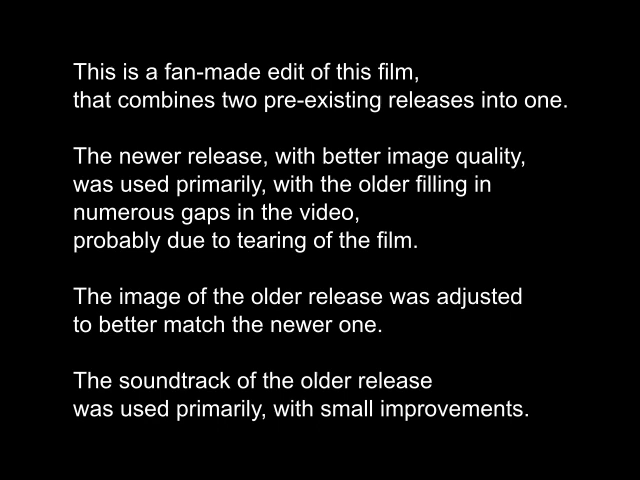 This is a fan-made edit of this film,
that combines two pre-existing releases into one.
The newer release, with better image quality,
was used primarily, with the older filling in
numerous gaps in the video,
probably due to tearing of the film.
The image of the older release was adjusted
to better match the newer one.
The soundtrack of the older release
was used primarily, with small improvements.